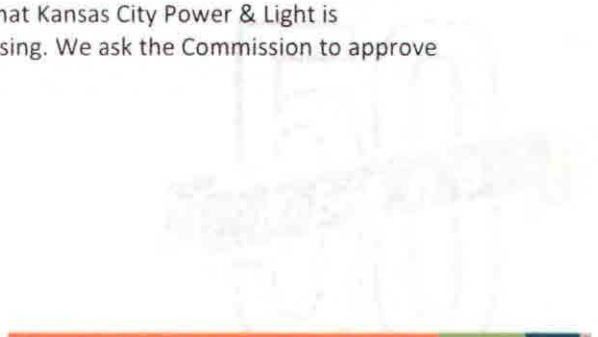 hat Kansas City Power & Light is
sing. We ask the Commission to approve